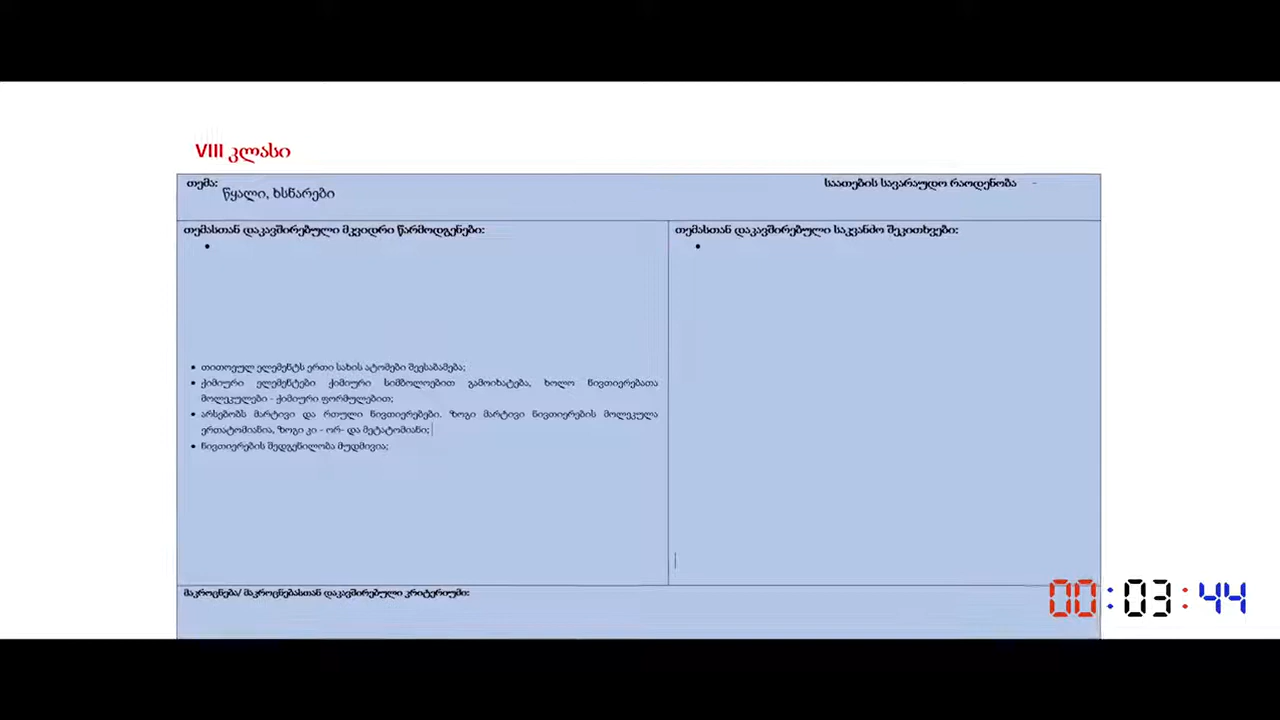 VIII კლასი
თემა:
წყალი, ხსნარები
საათების სავარაუდო რაოდენობა -
თემასთან დაკავშირებული მკვიდრი წარმოდგენები:
•
• თითოეულ ელემენტს ერთი სახის ატომები შეესაბამება;
• ქიმიური ელემენტები ქიმიური სიმბოლოებით გამოიხატება, ხოლო ნივთიერებათა
მოლეკულები - ქიმიური ფორმულებით;
• არსებობს მარტივი და რთული ნივთიერებები. ზოგი მარტივი ნივთიერების მოლეკულა
ერთატომიანია, ზოგი კი - ორ- და მეტატომიანი;
• ნივთიერების შედგენილობა მუდმივია;
თემასთან დაკავშირებული საკვანძო შეკითხვები:
•
მაკროცნება/ მაკროცნებასთან დაკავშირებული კრიტერიუმი:
00:03:44